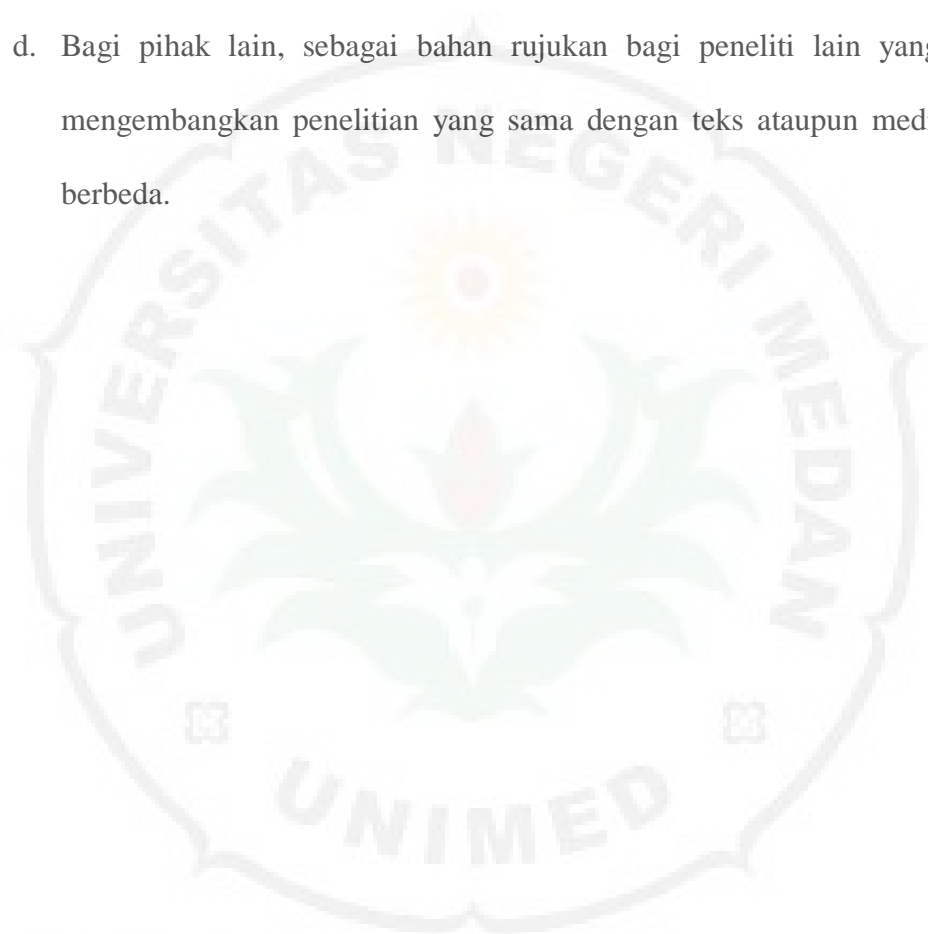 d. Bagi pihak lain, sebagai bahan rujukan bagi peneliti lain yang
mengembangkan penelitian yang sama dengan teks ataupun
berbeda.
UNIVERSITAS NEGERI MEDAN
UNIMED